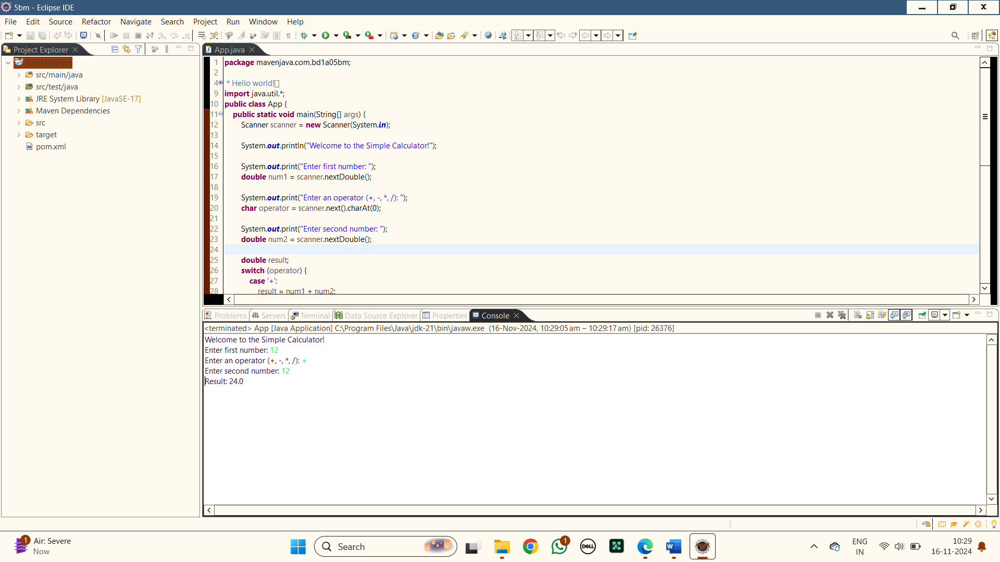 5bm - Eclipse IDE
File Edit Source Refactor Navigate Search Project Run Window Help
Project Explorer
22bd1a05bm
src/main/java
src/test/java
JRE System Library [JavaSE-17]
Maven Dependencies
src
target
pom.xml
App.java
1 package mavenjava.com.bd1a05bm;
2
4 * Hello world!
9 import java.util.*;
10 public class App {
11 public static void main(String[] args) {
12 Scanner scanner = new Scanner(System.in);
13
14 System.out.println("Welcome to the Simple Calculator!");
15
16 System.out.print("Enter first number: ");
17 double num1 = scanner.nextDouble();
18
19 System.out.print("Enter an operator (+, -, *, /): ");
20 char operator = scanner.next().charAt(0);
21
22 System.out.print("Enter second number: ");
23 double num2 = scanner.nextDouble();
24
25 double result;
26 switch (operator) {
27 case '+':
28 result = num1 + num2;
Problems Servers Terminal Data Source Explorer Properties Console
<terminated> App [Java Application] C:\Program Files\Java\jdk-21\bin\javaw.exe (16-Nov-2024, 10:29:05 am – 10:29:17 am) [pid: 26376]
Welcome to the Simple Calculator!
Enter first number: 12
Enter an operator (+, -, *, /): +
Enter second number: 12
Result: 24.0
1
Air: Severe
Now
Search
1
DELL
ENG
IN
10:29
16-11-2024